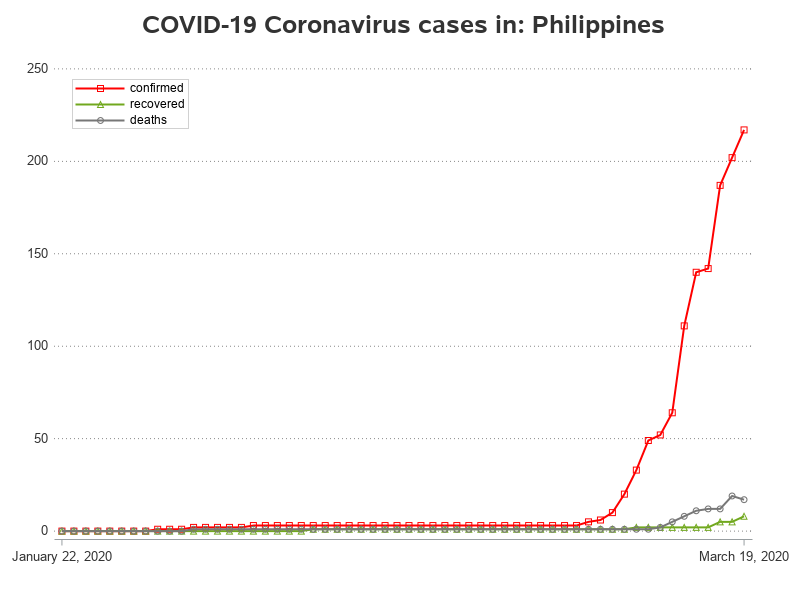 COVID-19 Coronavirus cases in: Philippines
250
confirmed
recovered
deaths
200
150
100
50
0
January 22, 2020 March 19, 2020